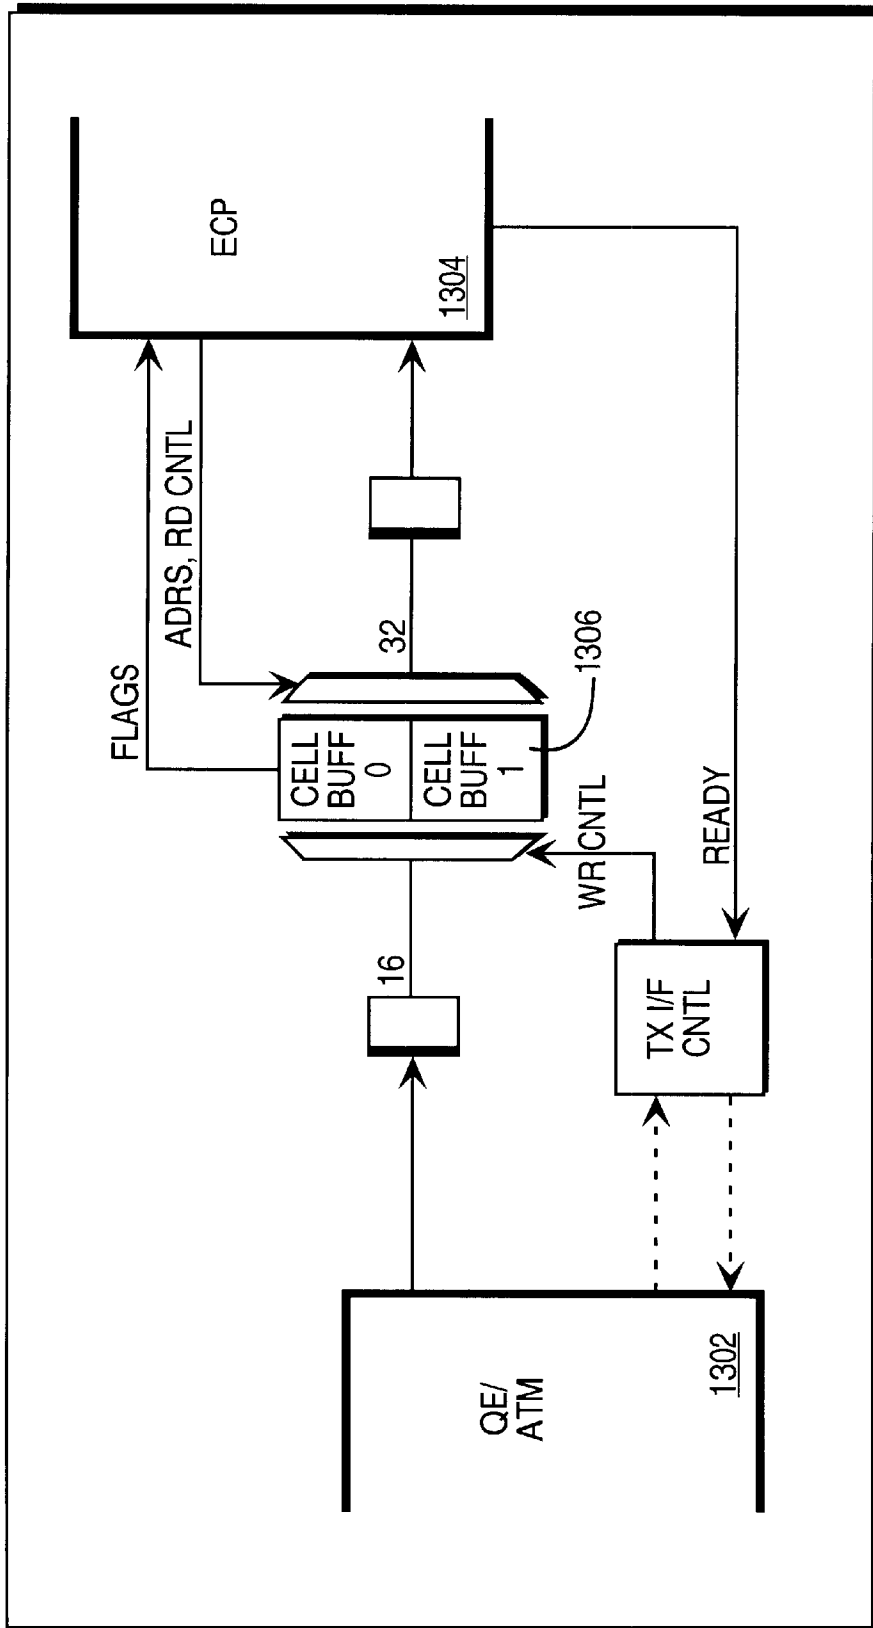 FLAGS
ADRS, RD CNTL
ECP
1304
16
CELL
BUFF
0
CELL
BUFF
1
32
1306
WR CNTL
READY
QE/
ATM
1302
TX I/F
CNTL